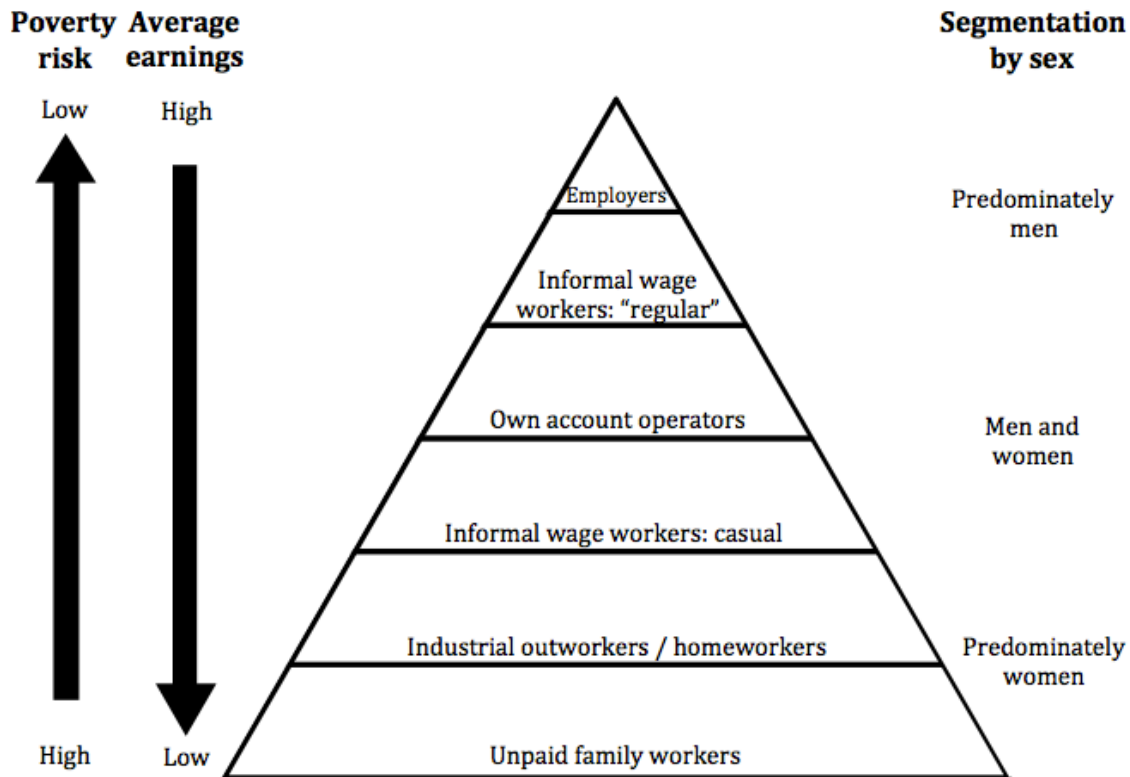 Poverty risk
Average earnings
Segmentation by sex
Low
High
Employers
Predominately
men
Informal wage
workers: “regular”
Own account operators
Men and
women
Informal wage workers: casual
Industrial outworkers / homeworkers
Predominately
women
High
Low
Unpaid family workers